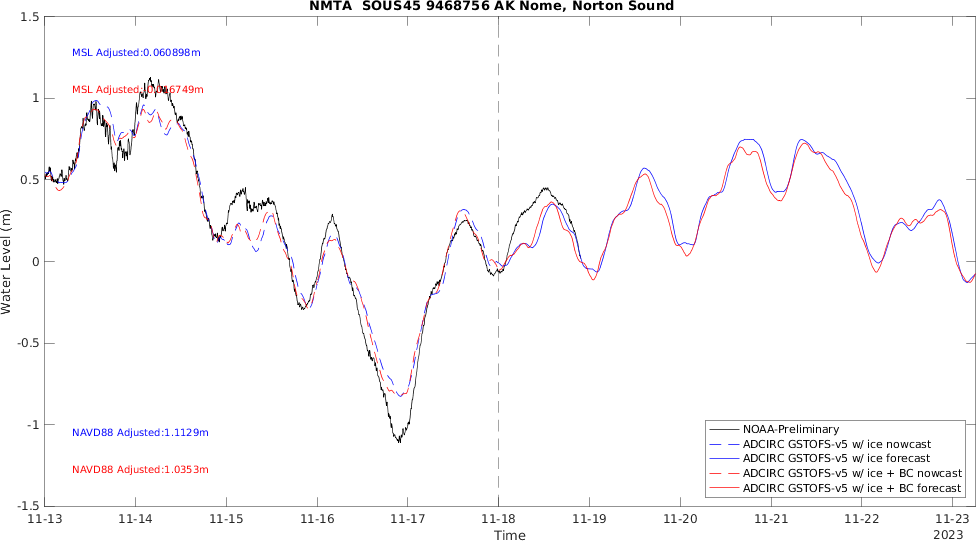 NMTA SOUS45 9468756 AK Nome, Norton Sound
1.5
MSL Adjusted:0.060898m
MSL Adjusted: 6749m
1
0.5
0
-0.5
-1
-1.5
Water Level (m)
NAVD88 Adjusted:1.1129m
NAVD88 Adjusted:1.0353m
NOAA-Preliminary
ADCIRC GSTOFS-v5 w/ ice nowcast
ADCIRC GSTOFS-v5 w/ ice forecast
ADCIRC GSTOFS-v5 w/ ice + BC nowcast
ADCIRC GSTOFS-v5 w/ ice + BC forecast
11-13 11-14 11-15 11-16 11-17 11-18 11-19 11-20 11-21 11-22 11-23
2023
Time